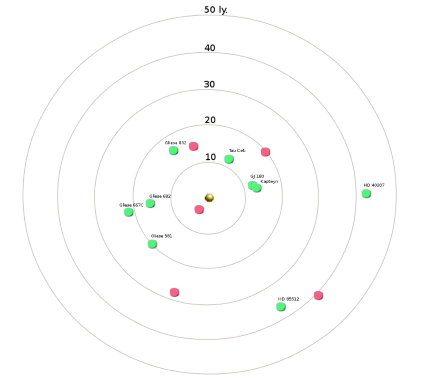 50 ly.
40
30
20
Gliese 832
Tau Ceti
10
GJ 180
Kapteyn
HD 40307
Gliese 682
Gliese 667C
Gliese 581
HD 85512